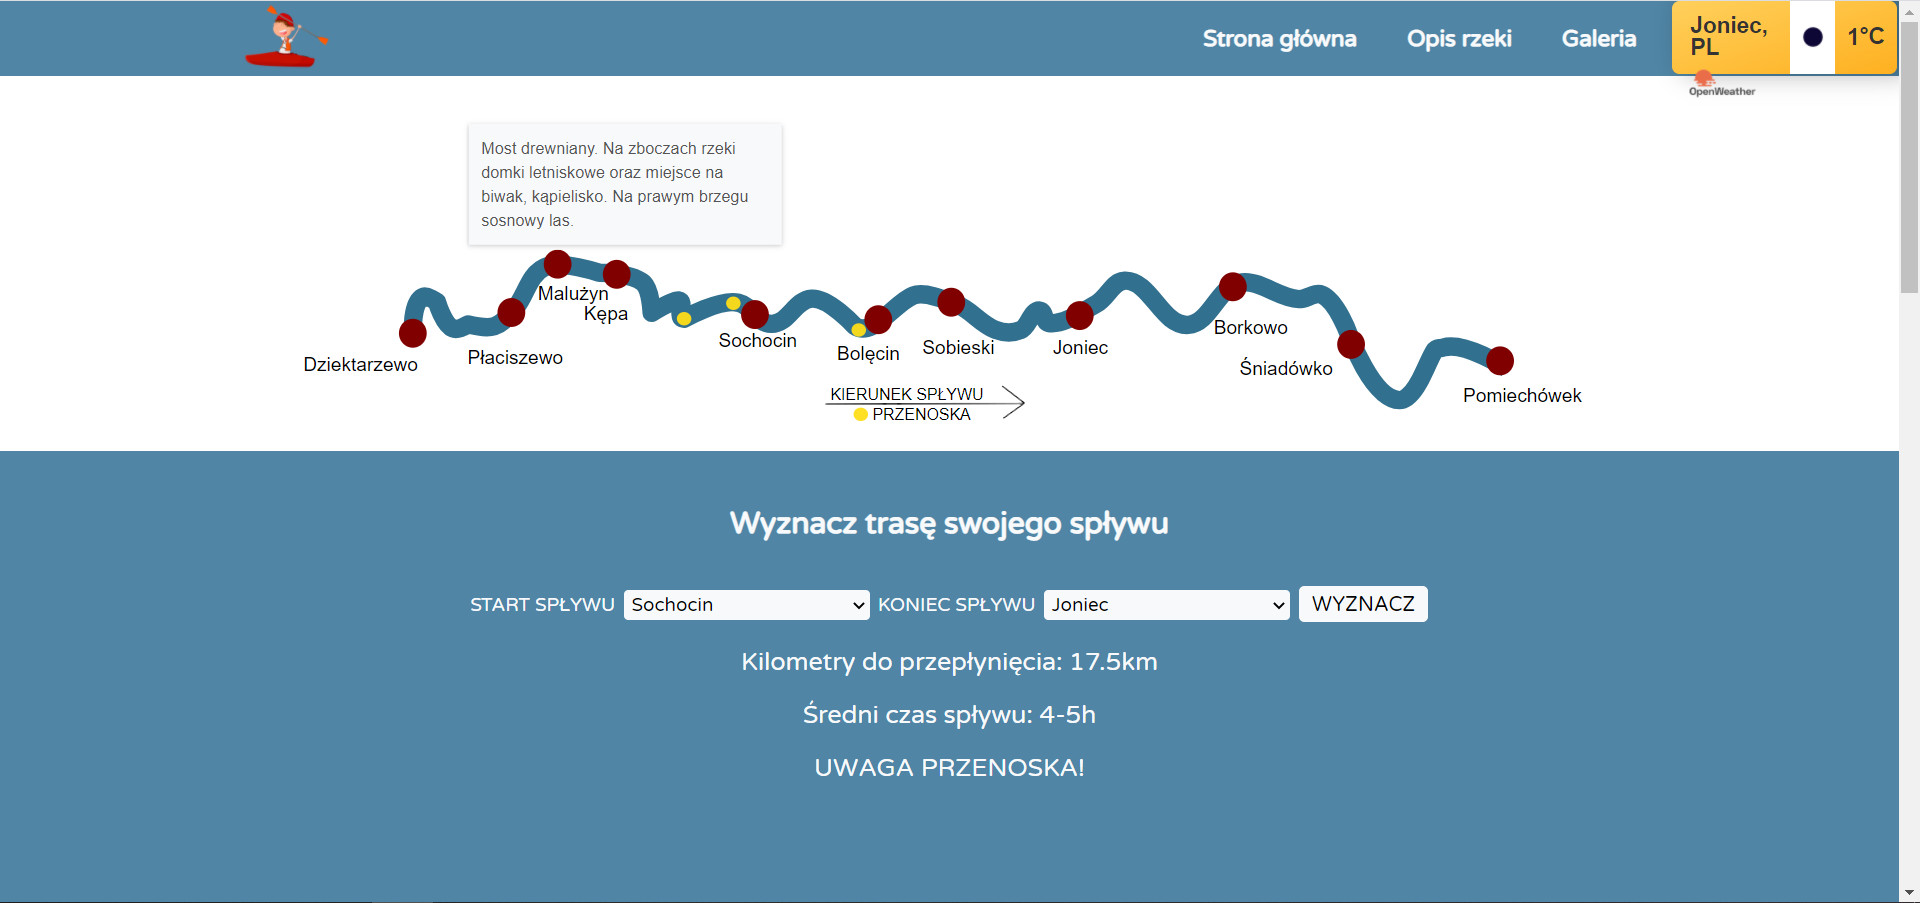 Strona główna
Opis rzeki
Galeria
Joniec,
PL
1°C
OpenWeather
Most drewniany. Na zboczach rzeki
domki letniskowe oraz miejsce na
biwak, kąpielisko. Na prawym brzegu
sosnowy las.
Malużyn
Kępa
Dziektarzewo
Płaciszewo
Sochocin
Bolęcin
Sobieski
Joniec
Borkowo
Śniadówko
Pomiechówek
KIERUNEK SPŁYWU
PRZENOSKA
Wyznacz trasę swojego spływu
START SPŁYWU
Sochocin
KONIEC SPŁYWU
Joniec
WYZNACZ
Kilometry do przepłynięcia: 17.5km
Średni czas spływu: 4-5h
UWAGA PRZENOSKA!